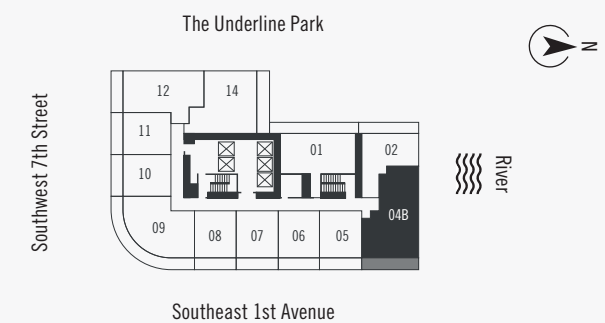 The Underline Park
N
Southwest 7th Street
12
14
11
01
02
10
River
04B
09
08
07
06
05
Southeast 1st Avenue